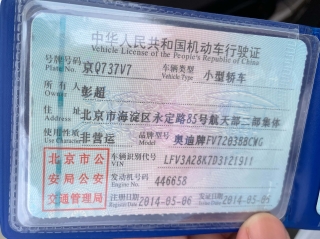 中华人民共和国机动车行驶证
Vehicle License of the People's Republic of China
号牌号码 京Q737V7 车辆类型 小型轿车
Plate No. Vehicle Type
所有人 彭超
Owner
住址 北京市海淀区永定路85号航天部二部集体
Address
使用性质 非营运 品牌型号 奥迪牌FV7203BBCWG
Use Character Model
北京市公安局公安交通管理局
车辆识别代号 LFV3A28K7D3121911
VIN
发动机号码 446658
Engine No.
注册日期 2014-05-06 发证日期 2014-05-06
Register Date Issue Date